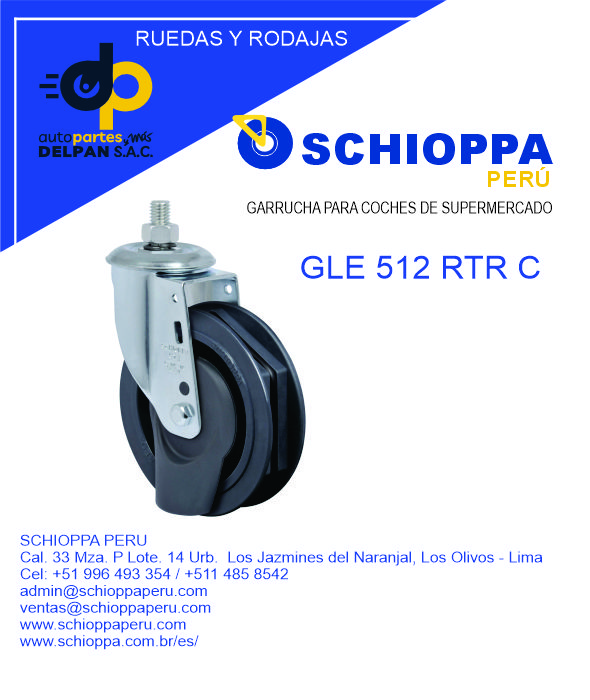 RUEDAS Y RODAJAS
dp
autopartes y más
DELPAN S.A.C.
SCHIOPPA
PERÚ
GARRUCHA PARA COCHES DE SUPERMERCADO
GLE 512 RTR C
SCHIOPPA PERU
Cal. 33 Mza. P Lote. 14 Urb. Los Jazmines del Naranjal, Los Olivos - Lima
Cel: +51 996 493 354 / +511 485 8542
admin@schioppaperu.com
ventas@schioppaperu.com
www.schioppaperu.com
www.schioppa.com.br/es/